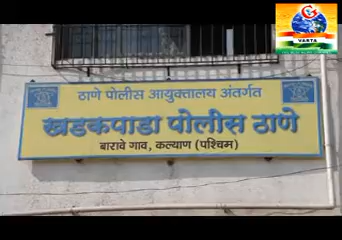 G
VARTA
ठाणे पोलीस आयुक्तालय अंतर्गत
खडकपाडा पोलीस ठाणे
बारावे गाव, कल्याण (पश्चिम)